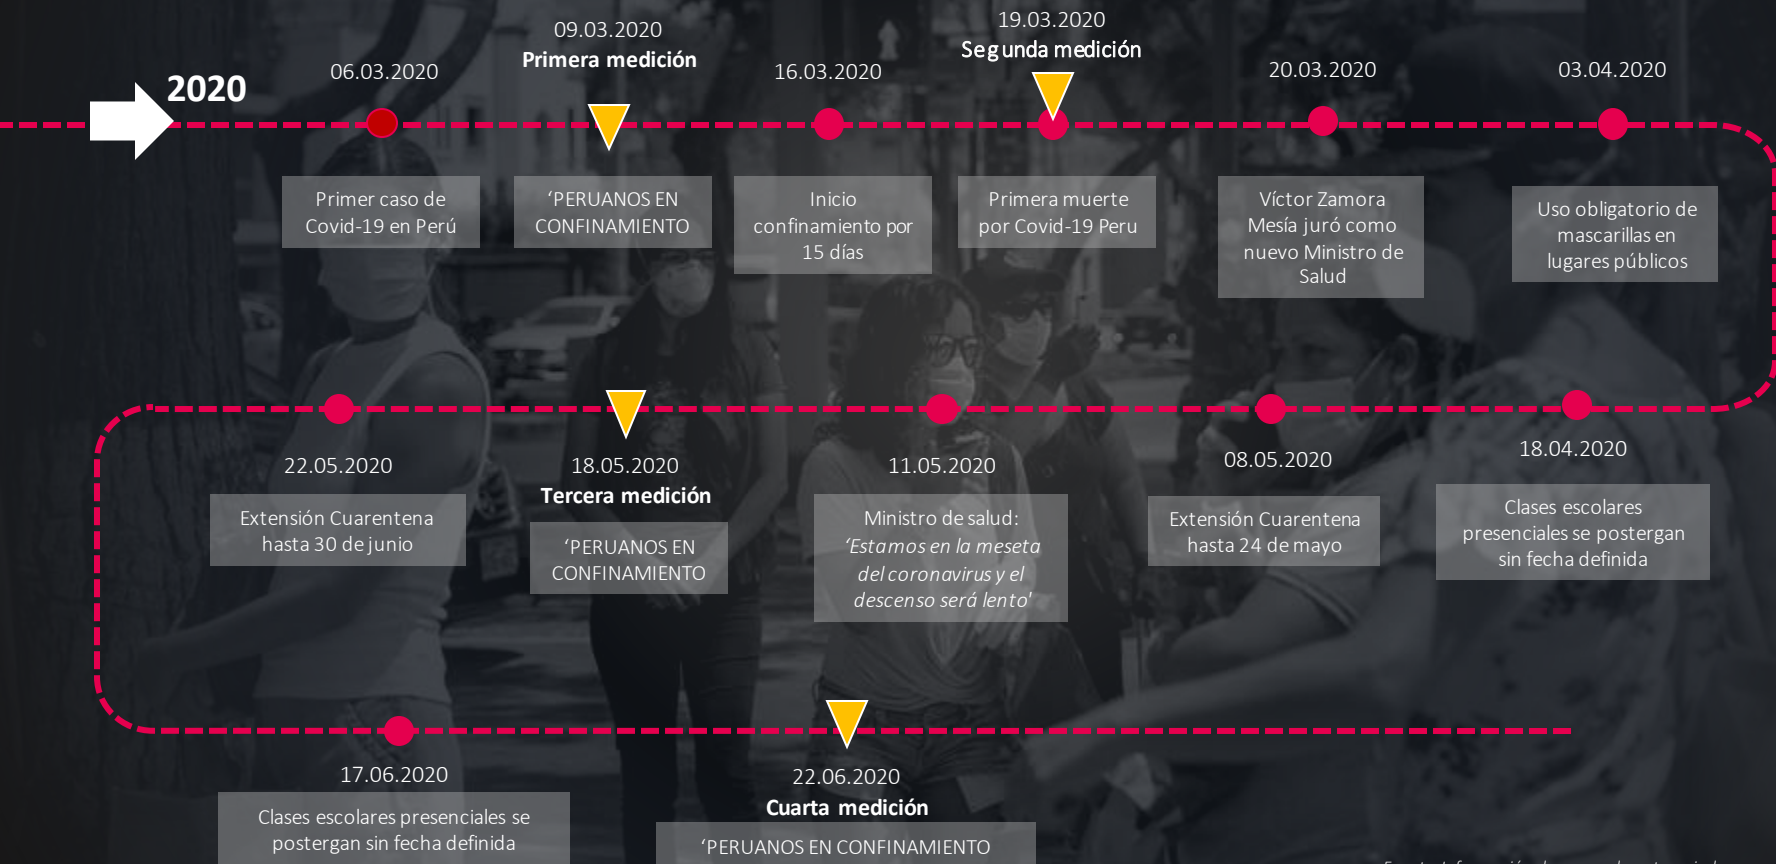 2020
06.03.2020
Primer caso de
Covid-19 en Perú
09.03.2020
Primera medición
‘PERUANOS EN
CONFINAMIENTO
16.03.2020
Inicio
confinamiento por
15 días
19.03.2020
Segunda medición
Primera muerte
por Covid-19 Peru
20.03.2020
Víctor Zamora
Mesía juró como
nuevo Ministro de
Salud
03.04.2020
Uso obligatorio de
mascarillas en
lugares públicos
18.04.2020
Clases escolares
presenciales se postergan
sin fecha definida
08.05.2020
Extensión Cuarentena
hasta 24 de mayo
11.05.2020
Ministro de salud:
‘Estamos en la meseta
del coronavirus y el
descenso será lento'
18.05.2020
Tercera medición
‘PERUANOS EN
CONFINAMIENTO
22.05.2020
Extensión Cuarentena
hasta 30 de junio
17.06.2020
Clases escolares presenciales se
postergan sin fecha definida
22.06.2020
Cuarta medición
‘PERUANOS EN CONFINAMIENTO